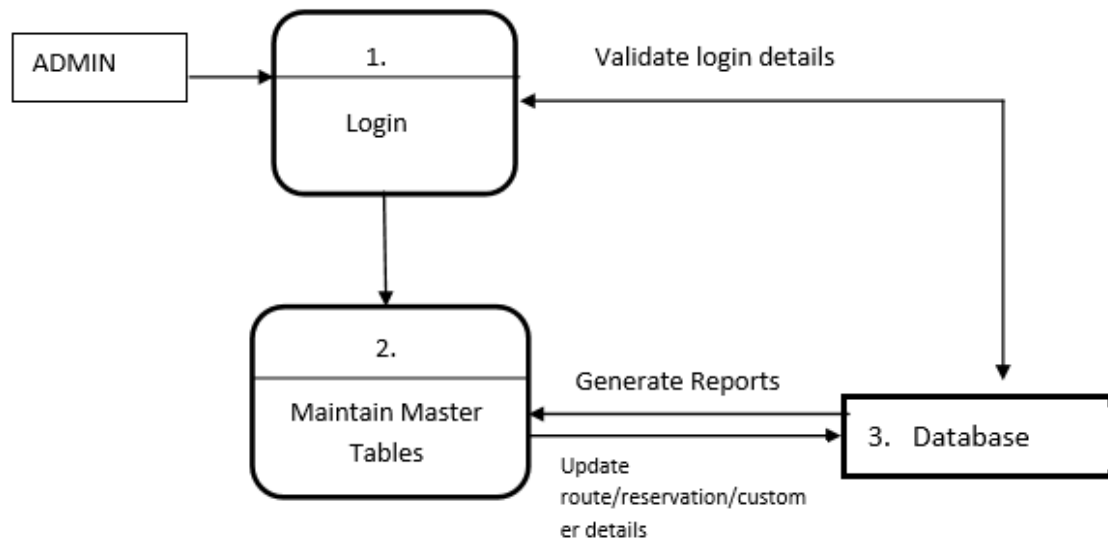 ADMIN
1.
Login
Validate login details
2.
Maintain Master
Tables
Generate Reports
3. Database
Update
route/reservation/custom
er details